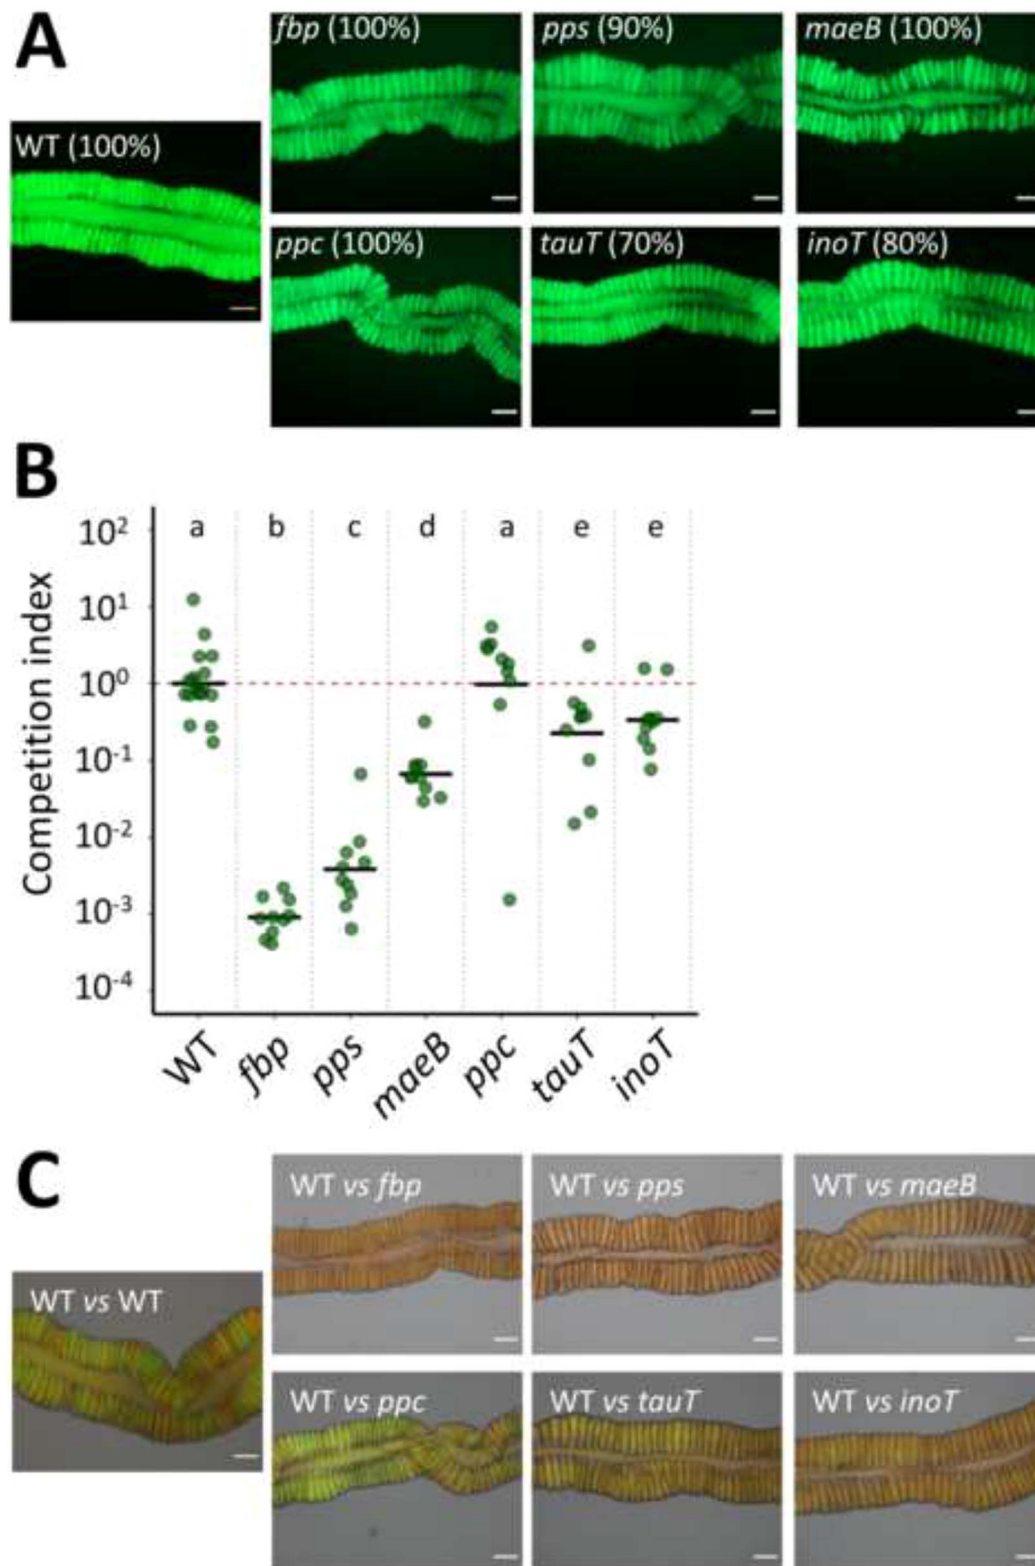 A
WT (100%)
fbp (100%)
pps (90%)
maeB (100%)
ppc (100%)
tauT (70%)
inoT (80%)
B
Competition index
10²
10¹
10⁰
10⁻¹
10⁻²
10⁻³
10⁻⁴
a b c d a e e
WT fbp pps maeB ppc tauT inoT
C
WT vs WT
WT vs fbp
WT vs pps
WT vs maeB
WT vs ppc
WT vs tauT
WT vs inoT